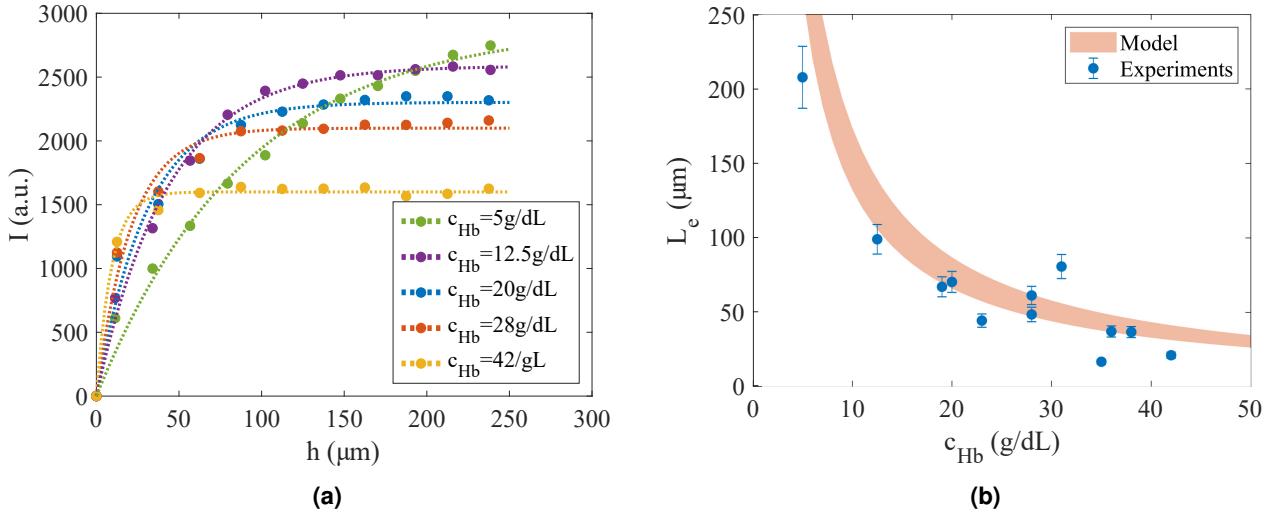 3000
2500
2000
1500
1000
500
0
I (a.u.)
0 50 100 150 200 250 300
h (μm)
c_Hb=5g/dL
c_Hb=12.5g/dL
c_Hb=20g/dL
c_Hb=28g/dL
c_Hb=42/gL
(a)
250
200
150
100
50
0
L_e (μm)
0 10 20 30 40 50
c_Hb (g/dL)
Model
Experiments
(b)